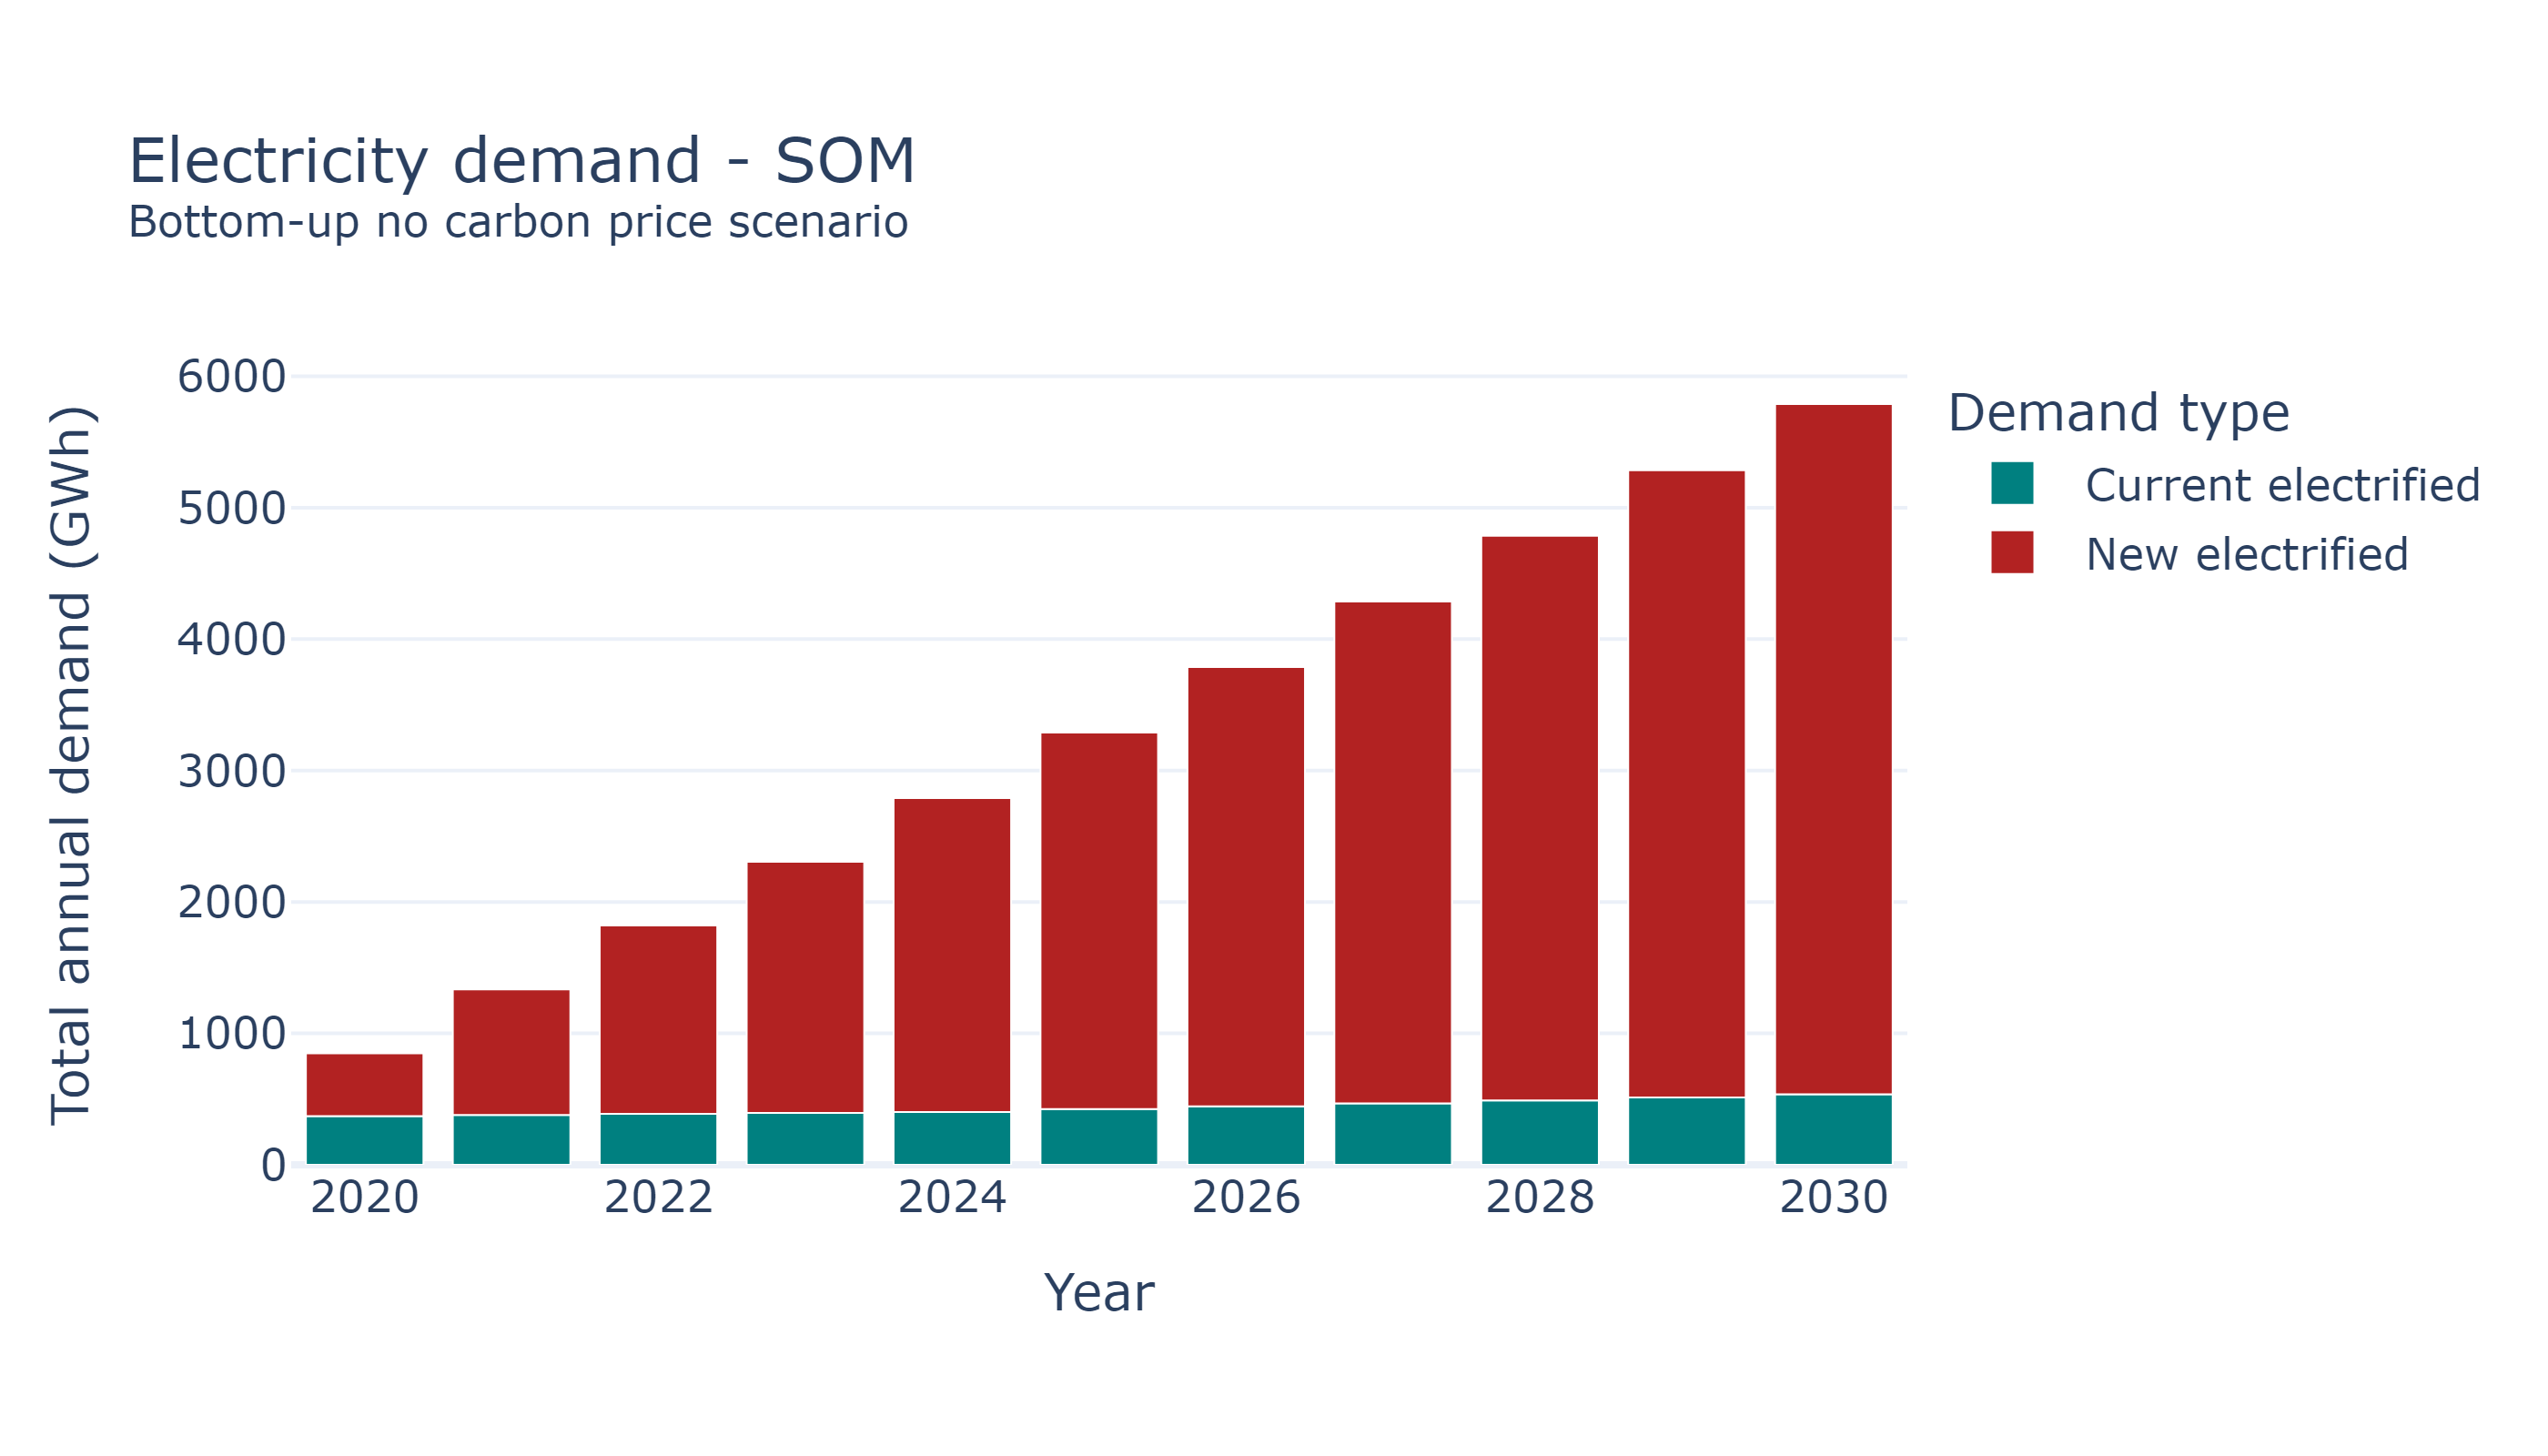 Electricity demand - SOM
Bottom-up no carbon price scenario
Total annual demand (GWh)
6000
5000
4000
3000
2000
1000
0
2020
2022
2024
2026
2028
2030
Year
Demand type
Current electrified
New electrified